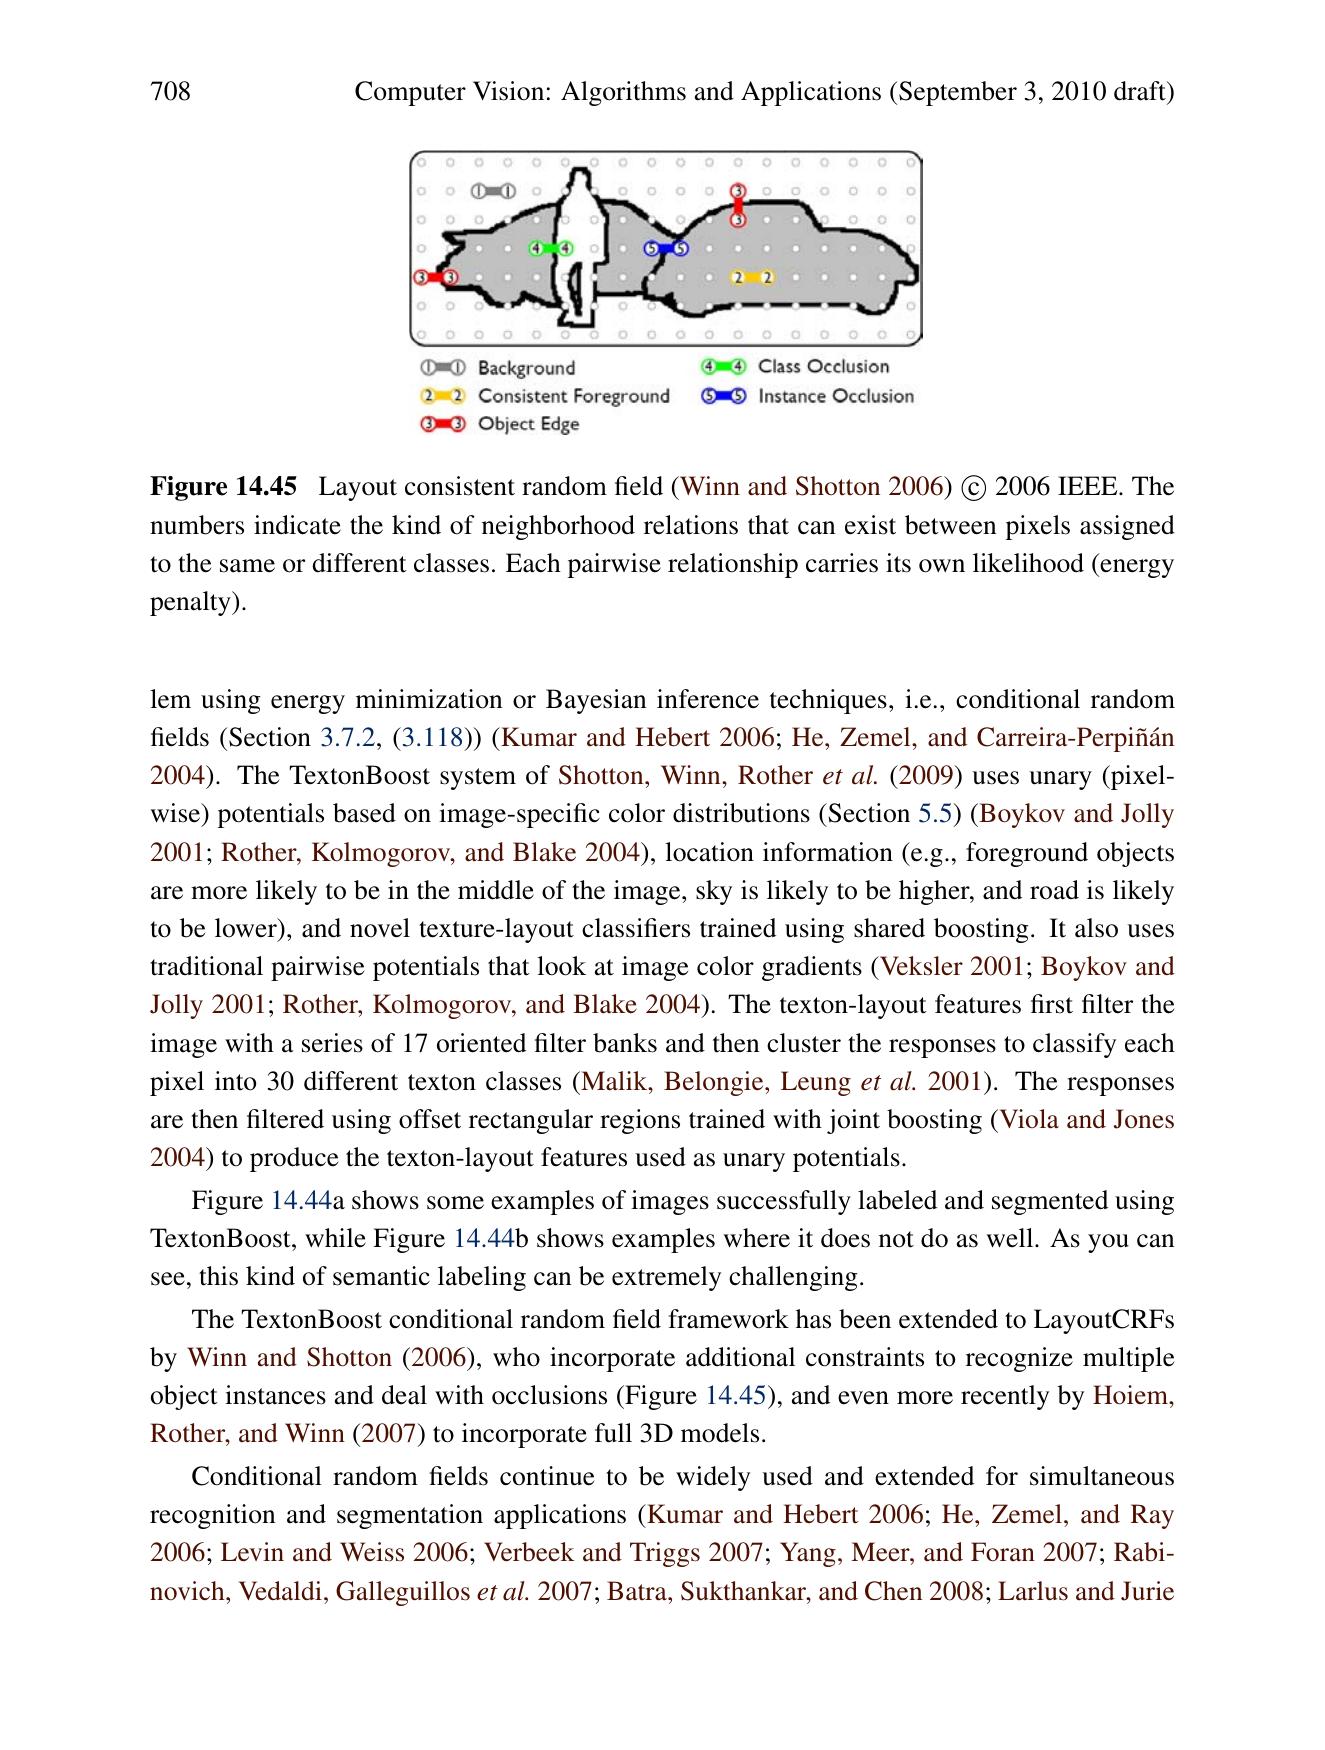 708 Computer Vision: Algorithms and Applications (September 3, 2010 draft)
1 1
3
3
4 4
5 5
3 3
2 2
1 1 Background
4 4 Class Occlusion
2 2 Consistent Foreground
5 5 Instance Occlusion
3 3 Object Edge
Figure 14.45 Layout consistent random field (Winn and Shotton 2006) © 2006 IEEE. The
numbers indicate the kind of neighborhood relations that can exist between pixels assigned
to the same or different classes. Each pairwise relationship carries its own likelihood (energy
penalty).
lem using energy minimization or Bayesian inference techniques, i.e., conditional random
fields (Section 3.7.2, (3.118)) (Kumar and Hebert 2006; He, Zemel, and Carreira-Perpiñán
2004). The TextonBoost system of Shotton, Winn, Rother et al. (2009) uses unary (pixel-
wise) potentials based on image-specific color distributions (Section 5.5) (Boykov and Jolly
2001; Rother, Kolmogorov, and Blake 2004), location information (e.g., foreground objects
are more likely to be in the middle of the image, sky is likely to be higher, and road is likely
to be lower), and novel texture-layout classifiers trained using shared boosting. It also uses
traditional pairwise potentials that look at image color gradients (Veksler 2001; Boykov and
Jolly 2001; Rother, Kolmogorov, and Blake 2004). The texton-layout features first filter the
image with a series of 17 oriented filter banks and then cluster the responses to classify each
pixel into 30 different texton classes (Malik, Belongie, Leung et al. 2001). The responses
are then filtered using offset rectangular regions trained with joint boosting (Viola and Jones
2004) to produce the texton-layout features used as unary potentials.
Figure 14.44a shows some examples of images successfully labeled and segmented using
TextonBoost, while Figure 14.44b shows examples where it does not do as well. As you can
see, this kind of semantic labeling can be extremely challenging.
The TextonBoost conditional random field framework has been extended to LayoutCRFs
by Winn and Shotton (2006), who incorporate additional constraints to recognize multiple
object instances and deal with occlusions (Figure 14.45), and even more recently by Hoiem,
Rother, and Winn (2007) to incorporate full 3D models.
Conditional random fields continue to be widely used and extended for simultaneous
recognition and segmentation applications (Kumar and Hebert 2006; He, Zemel, and Ray
2006; Levin and Weiss 2006; Verbeek and Triggs 2007; Yang, Meer, and Foran 2007; Rabi-
novich, Vedaldi, Galleguillos et al. 2007; Batra, Sukthankar, and Chen 2008; Larlus and Jurie